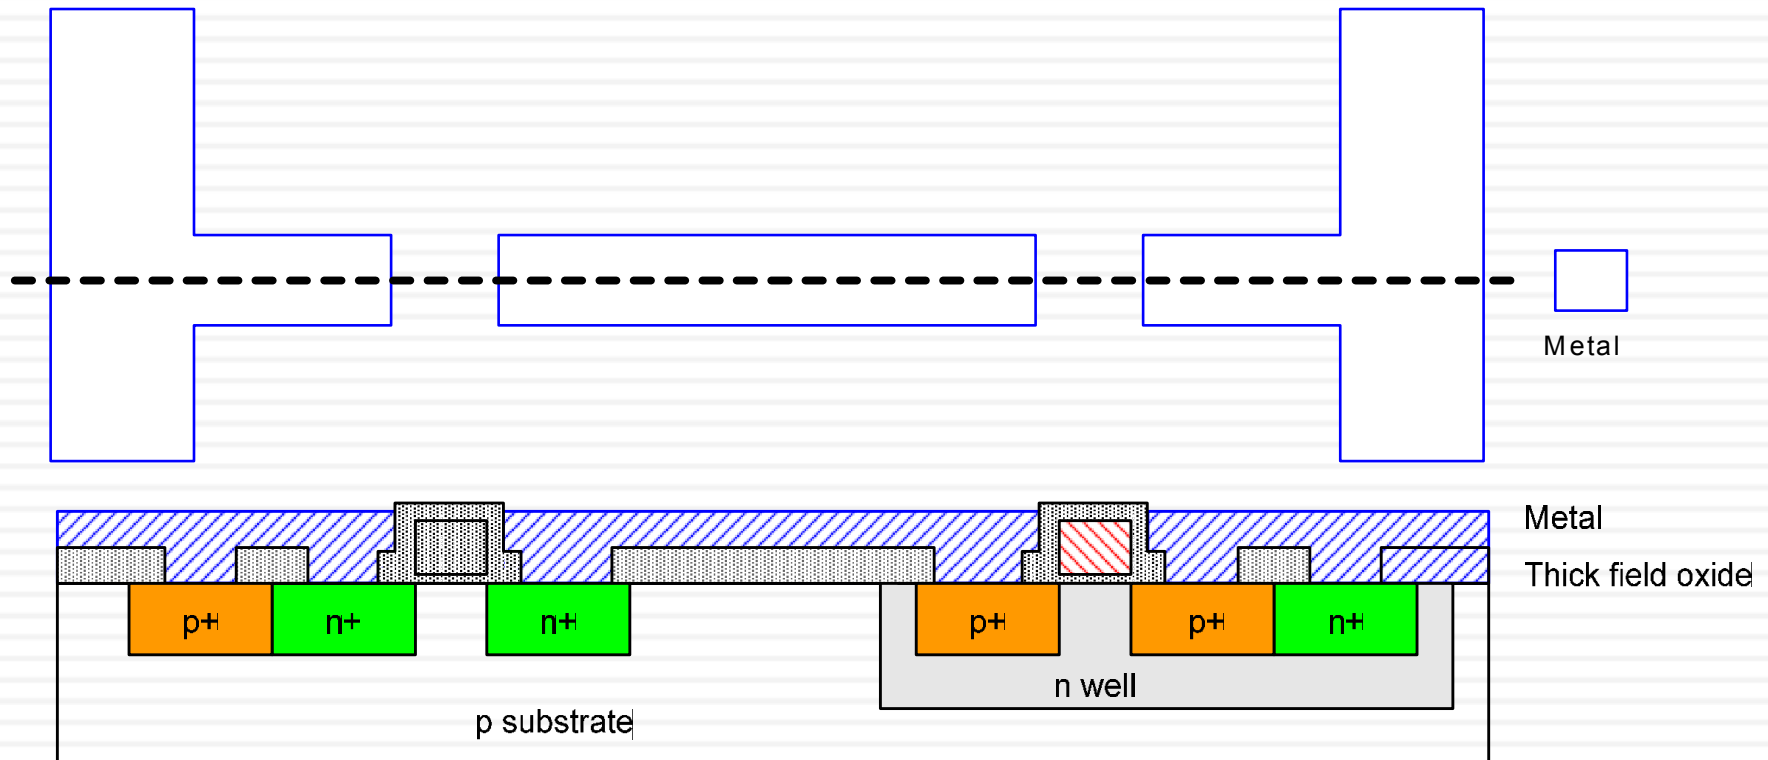 Metal
Metal
Thick field oxide
p+ n+ n+ p+ p+ n+
n well
p substrate